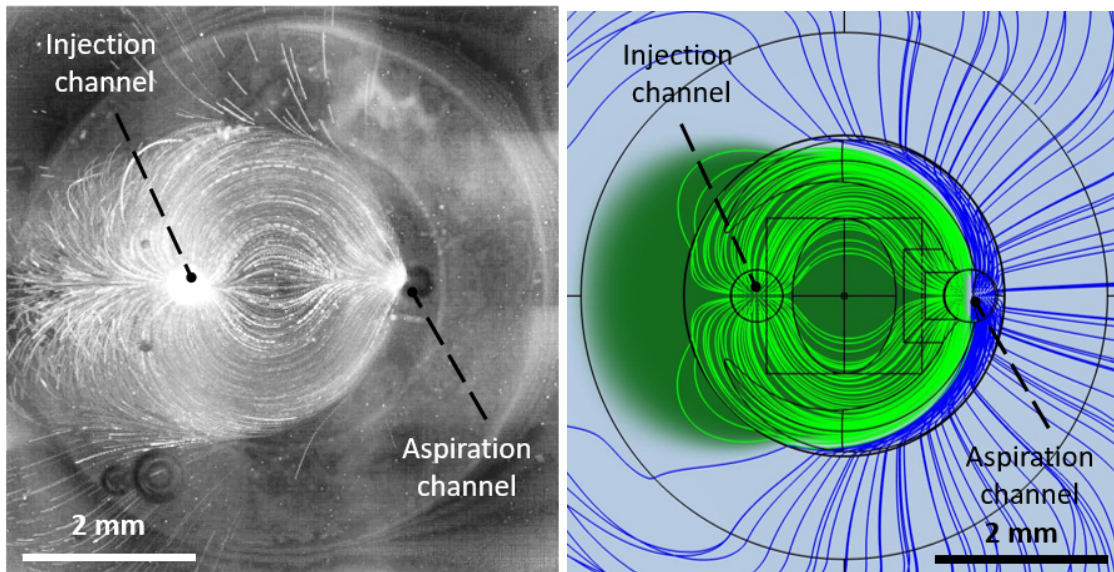 Injection
channel
Aspiration
channel
2 mm
Injection
channel
Aspiration
channel
2 mm